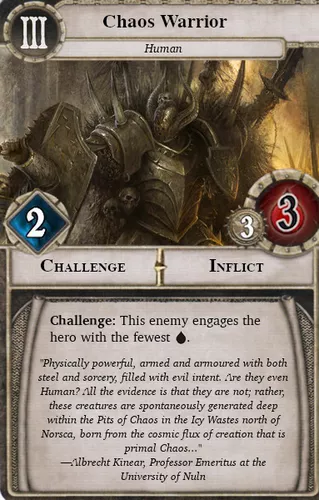 III
Chaos Warrior
Human
2
3
3
CHALLENGE
INFLICT
Challenge: This enemy engages the
hero with the fewest .
"Physically powerful, armed and armoured with both
steel and sorcery, filled with evil intent. Are they even
Human? All the evidence is that they are not; rather,
these creatures are spontaneously generated deep
within the Pits of Chaos in the Icy Wastes north of
Norsca, born from the cosmic flux of creation that is
primal Chaos..."
—Albrecht Kinear, Professor Emeritus at the
University of Nuln